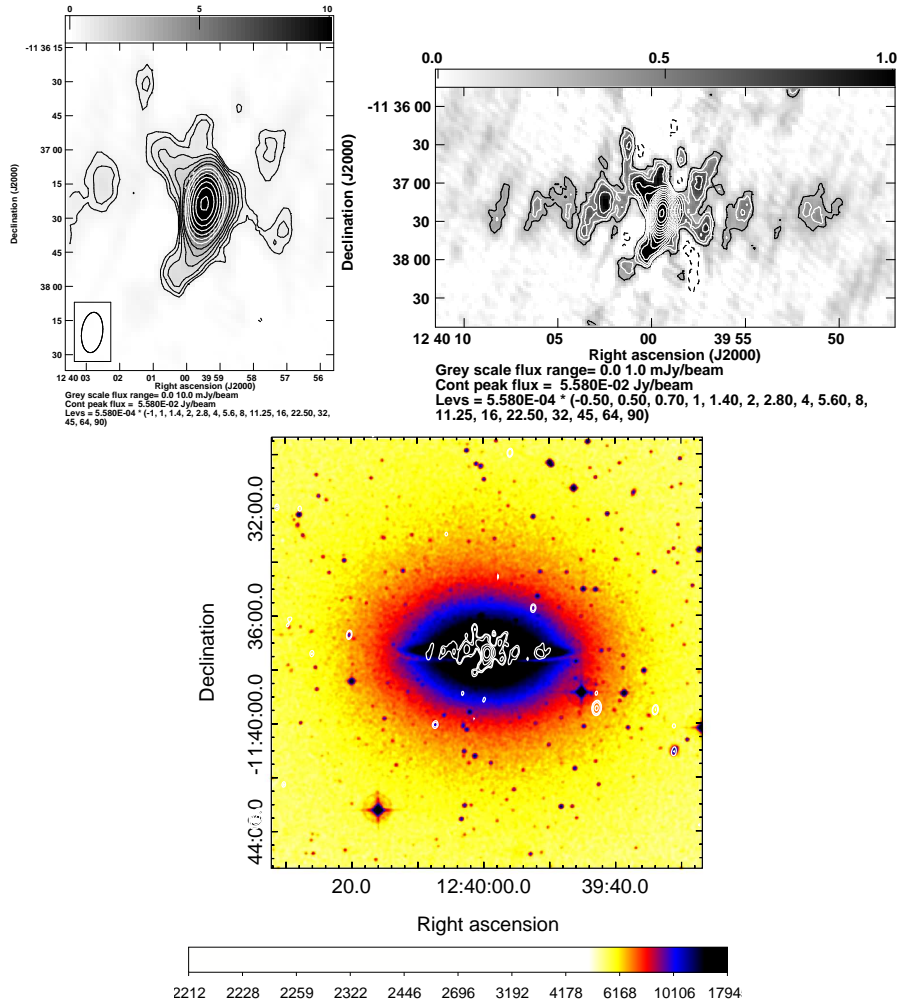 0 5 10
-11 36 15
30
45
37 00
15
30
45
38 00
15
30
Declination (J2000)
12 40 03 02 01 00 39 59 58 57 56
Right ascension (J2000)
Grey scale flux range= 0.0 10.0 mJy/beam
Cont peak flux = 5.580E-02 Jy/beam
Levs = 5.580E-04 * (-1, 1, 1.4, 2, 2.8, 4, 5.6, 8, 11.25, 16, 22.50, 32,
45, 64, 90)
0.0 0.5 1.0
-11 36 00
30
37 00
30
38 00
30
Declination (J2000)
12 40 10 05 00 39 55 50
Right ascension (J2000)
Grey scale flux range= 0.0 1.0 mJy/beam
Cont peak flux = 5.580E-02 Jy/beam
Levs = 5.580E-04 * (-0.50, 0.50, 0.70, 1, 1.40, 2, 2.80, 4, 5.60, 8,
11.25, 16, 22.50, 32, 45, 64, 90)
32:00.0
36:00.0
-11:40:00.0
44:00.0
Declination
20.0 12:40:00.0 39:40.0
Right ascension
2212 2228 2259 2322 2446 2696 3192 4178 6168 10106 1794